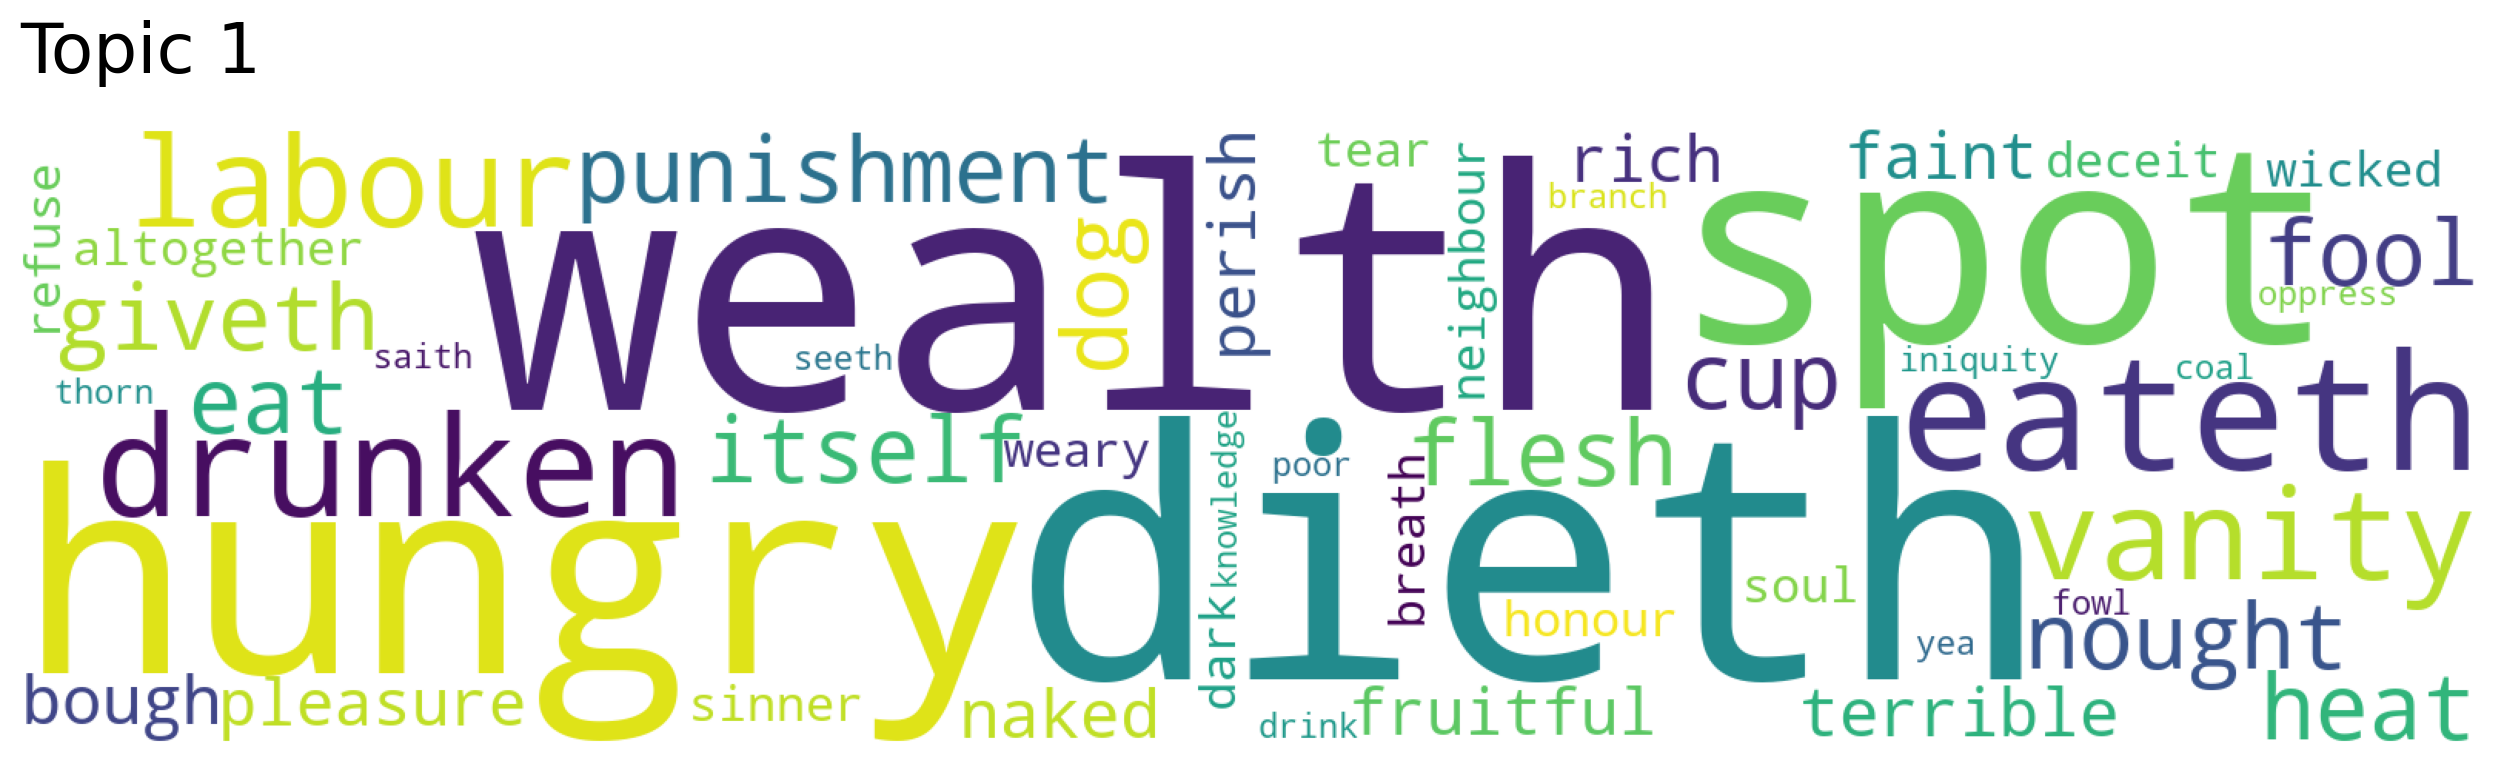 Topic 1
labour
punishment
tear
rich
faint
deceit
wicked
refuse
altogether
wealth
dog
perish
neighbour
branch
spot
fool
oppress
giveth
saith
seeth
cup
iniquity
coal
thorn
eat
eateth
drunken
itself
weary
knowledge
poor
breath
flesh
hungry
dieth
vanity
dark
honour
soul
fowl
yea
nought
bough
pleasure
sinner
naked
drink
fruitful
terrible
heat